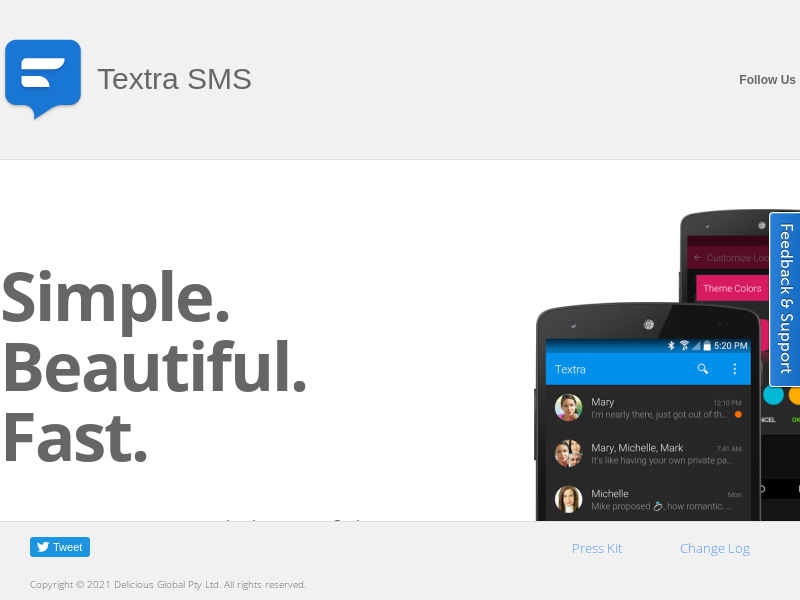 Textra SMS
Follow Us
Simple.
Beautiful.
Fast.
Customize Loo
Theme Colors
Feedback & Support
5:20 PM
Textra
Mary
12:10 PM
I'm nearly there, just got out of th...
Mary, Michelle, Mark
7:41 AM
It's like having your own private pa...
Michelle
Mon
Mike proposed 💍, how romantic. ...
Tweet
Press Kit
Change Log
Copyright © 2021 Delicious Global Pty Ltd. All rights reserved.